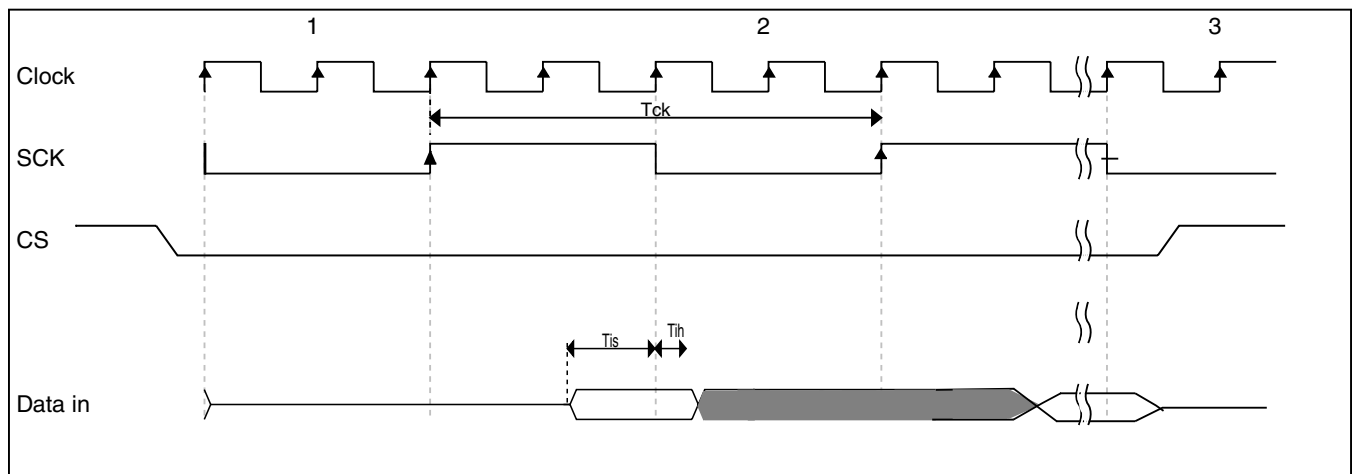 1 2 3
Clock
Tck
SCK
CS
Tis Tih
Data in